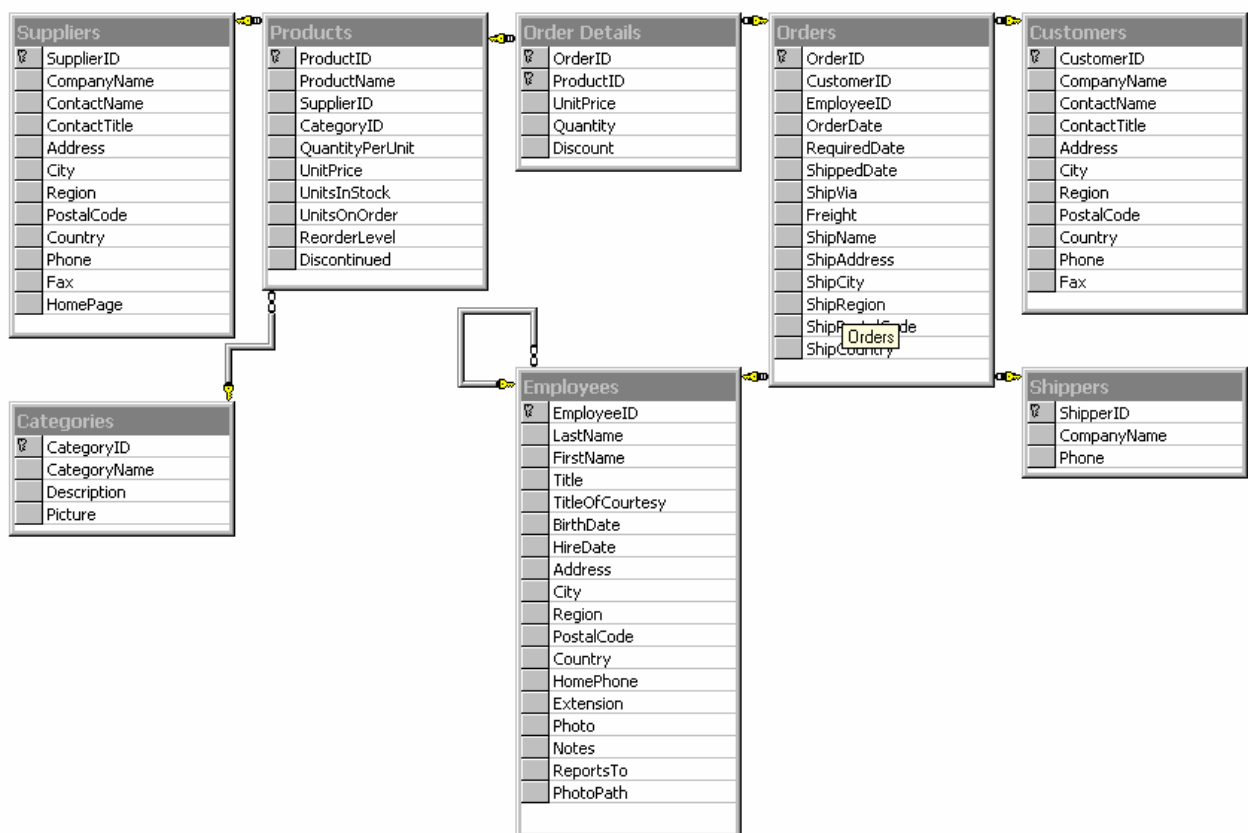 Suppliers
SupplierID
CompanyName
ContactName
ContactTitle
Address
City
Region
PostalCode
Country
Phone
Fax
HomePage
Products
ProductID
ProductName
SupplierID
CategoryID
QuantityPerUnit
UnitPrice
UnitsInStock
UnitsOnOrder
ReorderLevel
Discontinued
Order Details
OrderID
ProductID
UnitPrice
Quantity
Discount
Orders
OrderID
CustomerID
EmployeeID
OrderDate
RequiredDate
ShippedDate
ShipVia
Freight
ShipName
ShipAddress
ShipCity
ShipRegion
ShipPostalCode
Orders
ShipCountry
Customers
CustomerID
CompanyName
ContactName
ContactTitle
Address
City
Region
PostalCode
Country
Phone
Fax
Categories
CategoryID
CategoryName
Description
Picture
Employees
EmployeeID
LastName
FirstName
Title
TitleOfCourtesy
BirthDate
HireDate
Address
City
Region
PostalCode
Country
HomePhone
Extension
Photo
Notes
ReportsTo
PhotoPath
Shippers
ShipperID
CompanyName
Phone